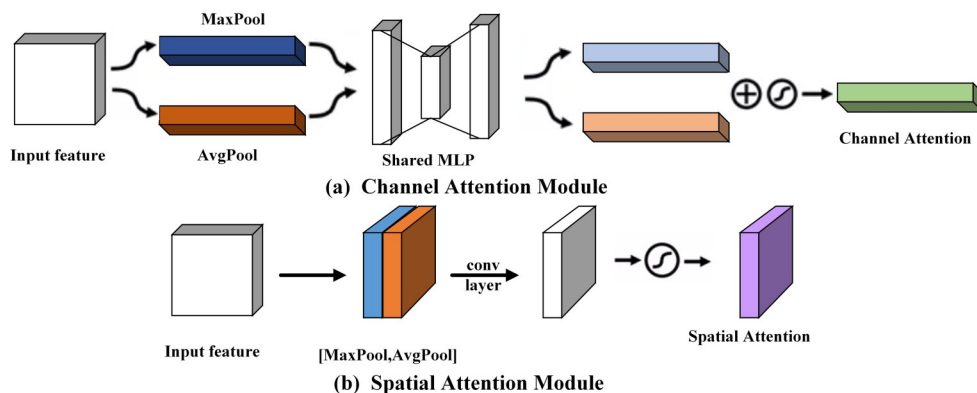 MaxPool
Input feature
AvgPool
Shared MLP
Channel Attention
(a) Channel Attention Module
conv
layer
Input feature
[MaxPool,AvgPool]
Spatial Attention
(b) Spatial Attention Module